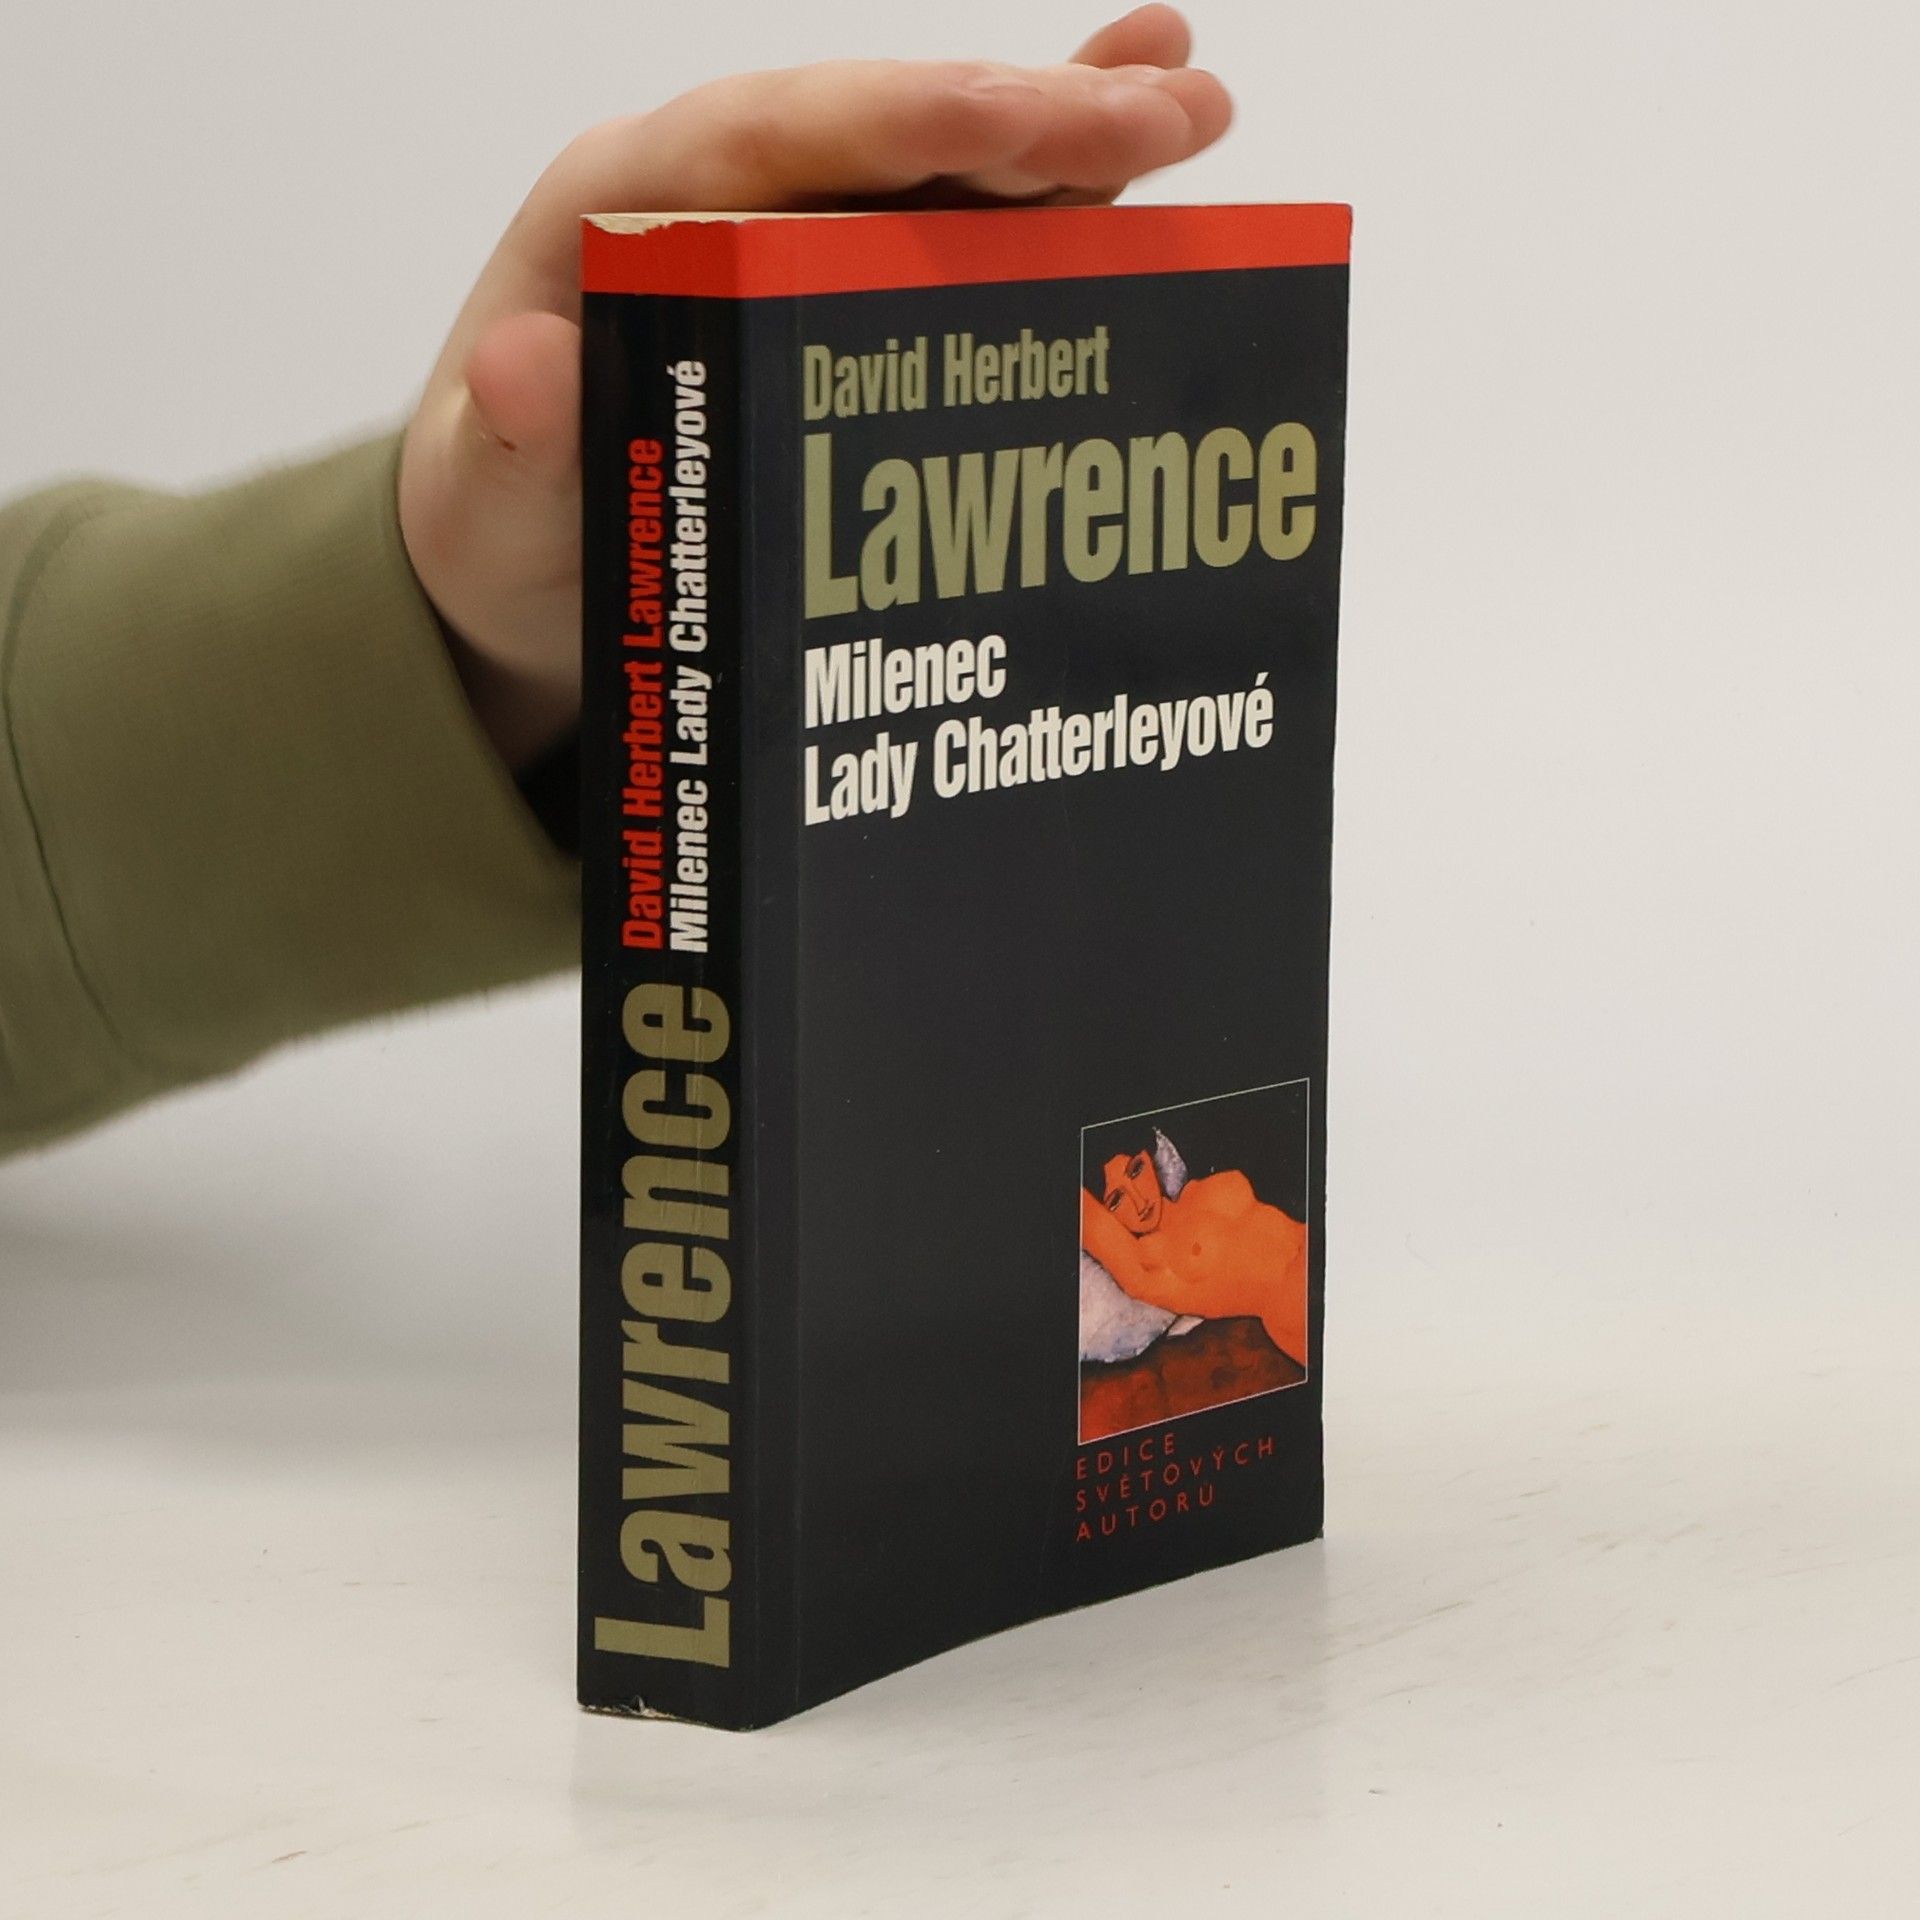 David Herbert Lawrence
Milenec Lady Chatterleyové
Lawrence
David Herbert
Lawrence
Milenec
Lady Chatterleyové
EDICE
SVĚTOVÝCH
AUTORŮ